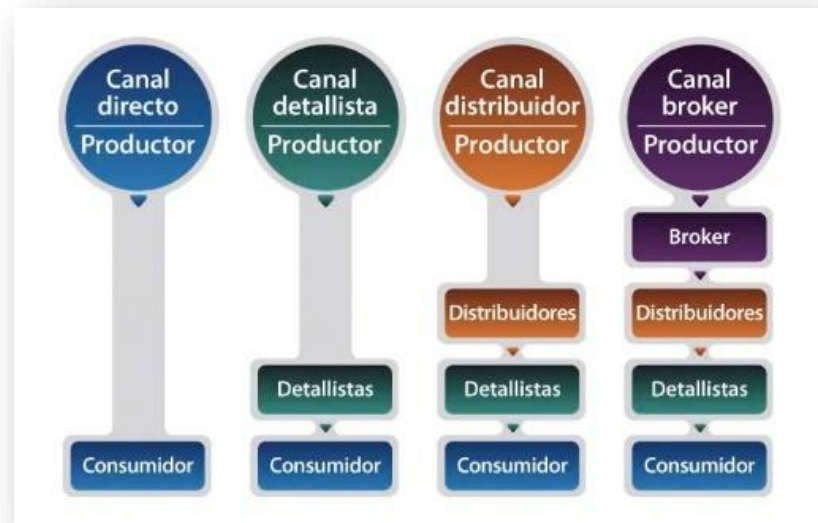 Canal
directo
Productor
Consumidor
Canal
detallista
Productor
Detallistas
Consumidor
Canal
distribuidor
Productor
Distribuidores
Detallistas
Consumidor
Canal
broker
Productor
Broker
Distribuidores
Detallistas
Consumidor